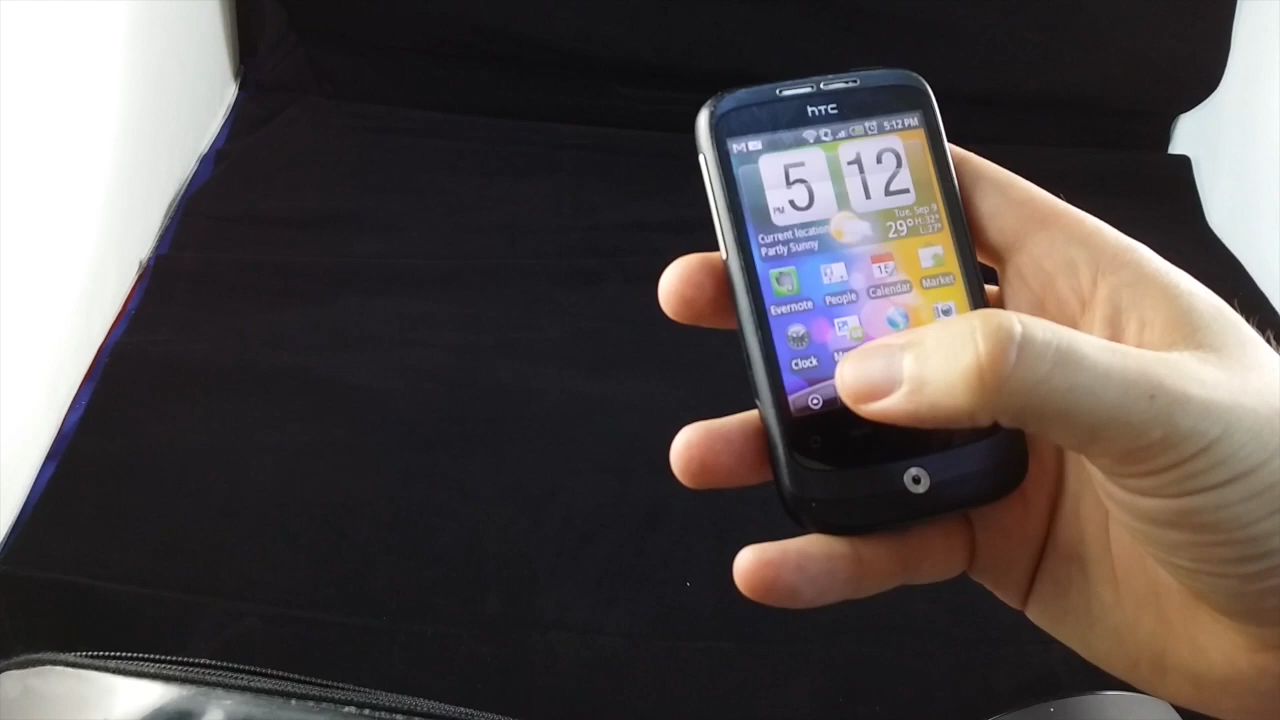 hTC
5:12 PM
5 12
PM
Tue, Sep 9
Current location
29° H: 32°
Partly Sunny
L: 27°
Evernote People Calendar Market
15
Clock